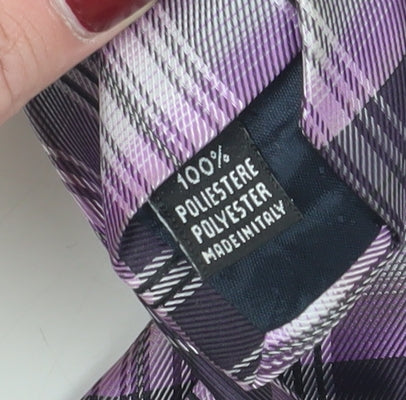 100%
POLIESTERE
POLYESTER
MADE IN ITALY